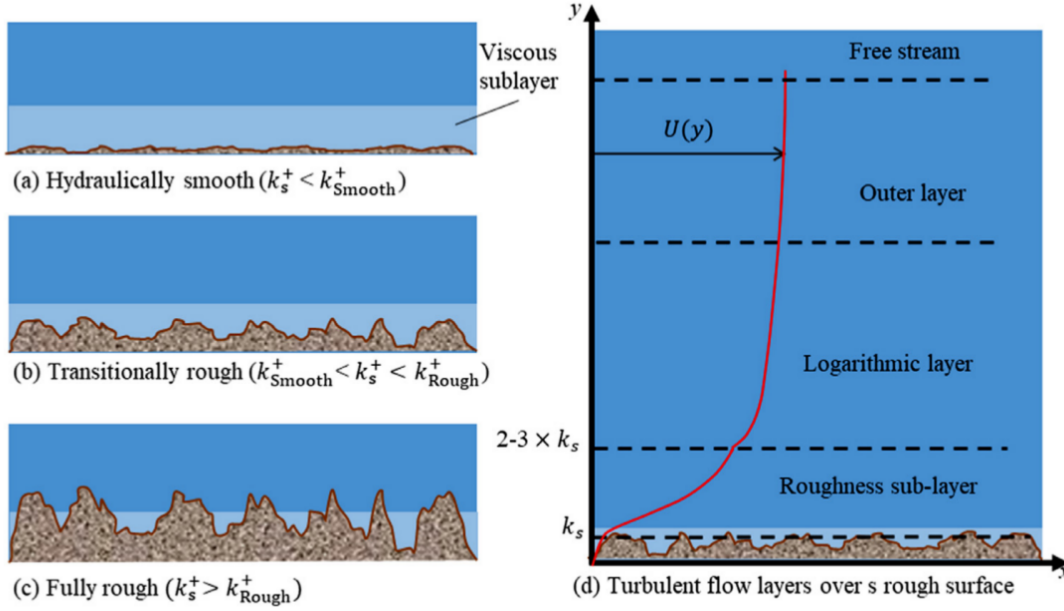 Viscous
sublayer
(a) Hydraulically smooth (k_s^+ < k_Smooth^+)
(b) Transitionally rough (k_Smooth^+ < k_s^+ < k_Rough^+)
(c) Fully rough (k_s^+ > k_Rough^+)
y
Free stream
U(y)
Outer layer
Logarithmic layer
2-3 × k_s
Roughness sub-layer
k_s
(d) Turbulent flow layers over s rough surface